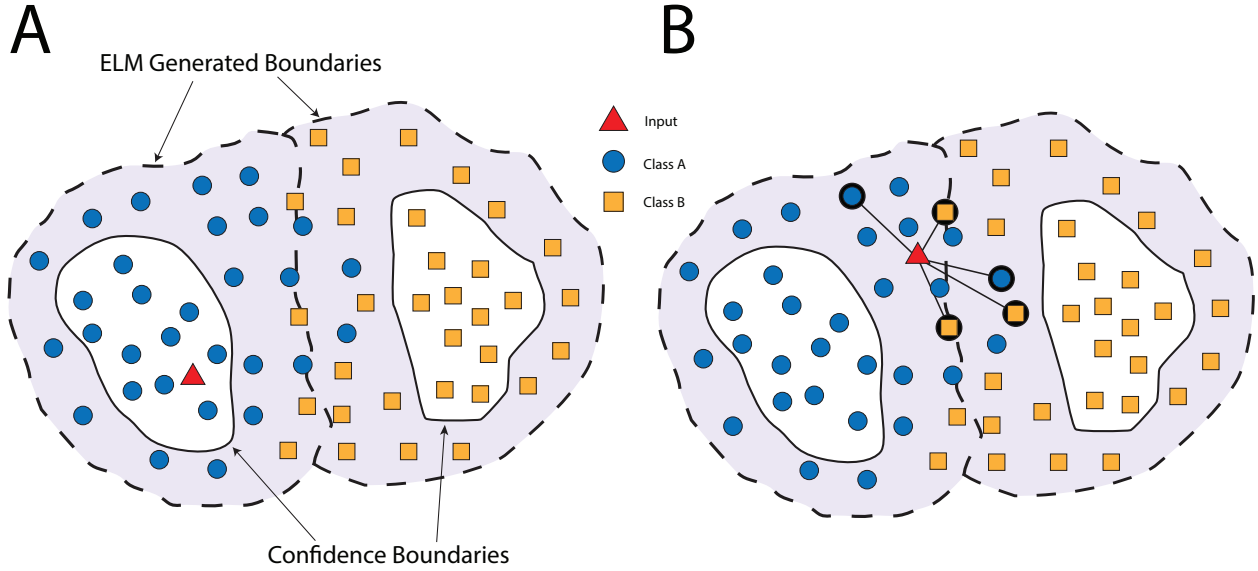 A
B
ELM Generated Boundaries
Input
Class A
Class B
Confidence Boundaries